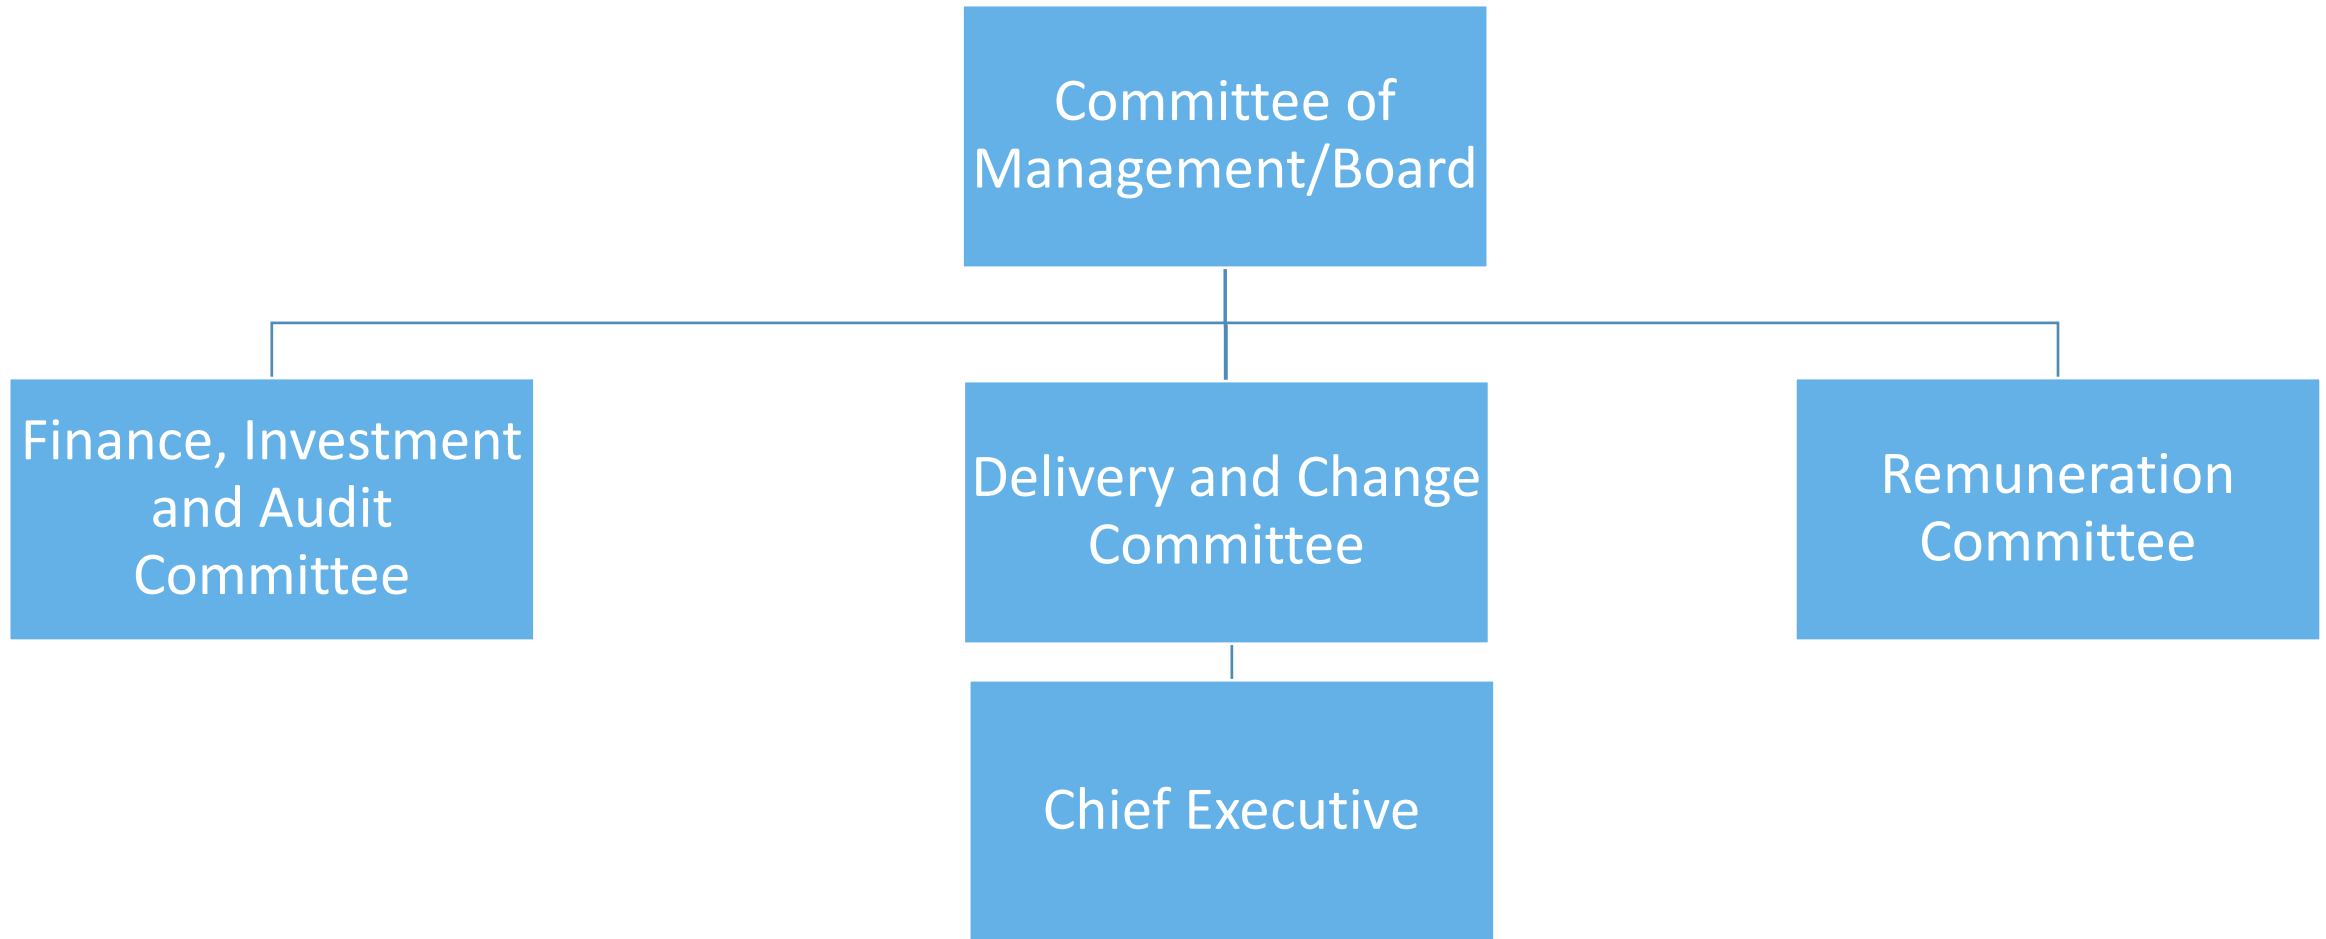 Committee of
Management/Board
Finance, Investment
and Audit
Committee
Delivery and Change
Committee
Remuneration
Committee
Chief Executive